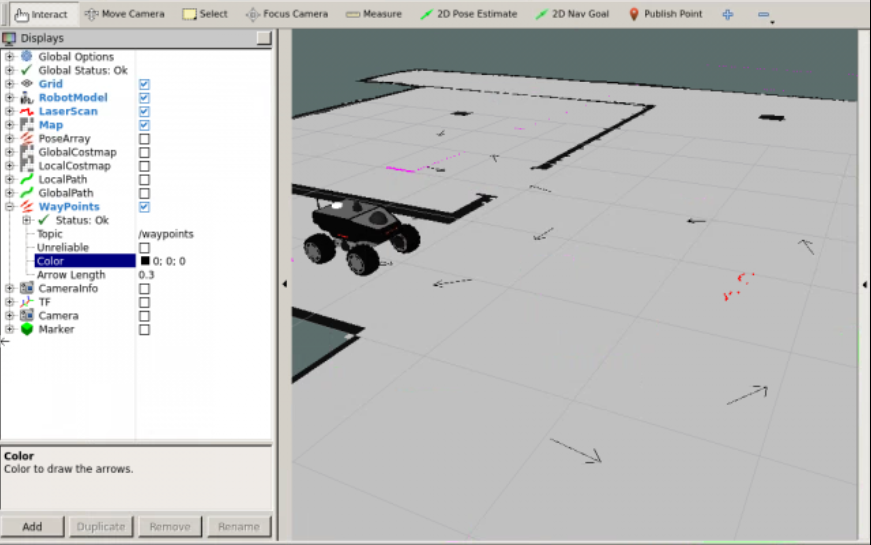 Interact Move Camera Select Focus Camera Measure 2D Pose Estimate 2D Nav Goal Publish Point
Displays
Global Options
Global Status: Ok
Grid
RobotModel
LaserScan
Map
PoseArray
GlobalCostmap
LocalCostmap
LocalPath
GlobalPath
WayPoints
Status: Ok
Topic /waypoints
Unreliable
Color 0; 0; 0
Arrow Length 0.3
CameraInfo
TF
Camera
Marker
Color
Color to draw the arrows.
Add Duplicate Remove Rename